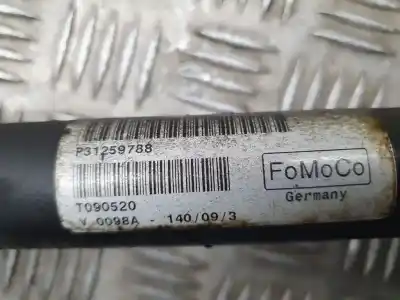 P31259788
FoMoCo
T090520
Germany
V 0098A - 140/09/3